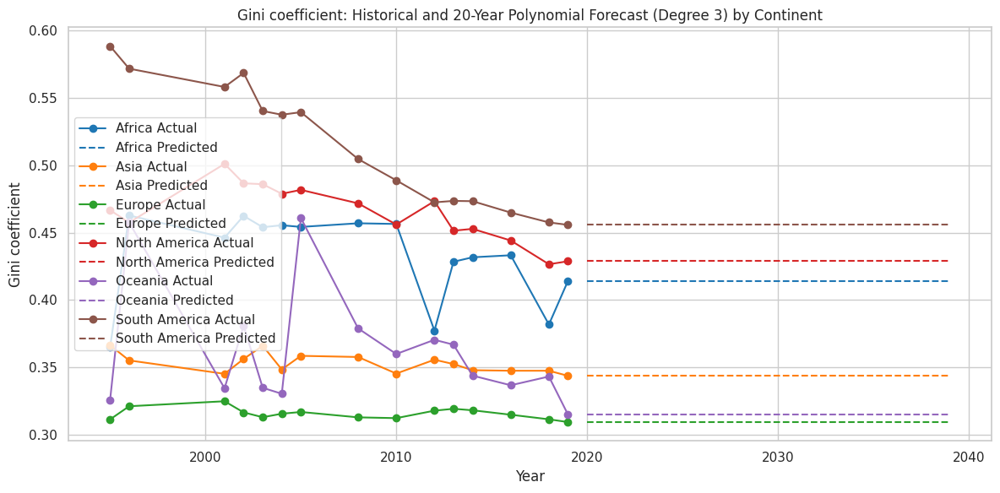 Gini coefficient: Historical and 20-Year Polynomial Forecast (Degree 3) by Continent
Gini coefficient
0.60
0.55
0.50
0.45
0.40
0.35
0.30
Africa Actual
Africa Predicted
Asia Actual
Asia Predicted
Europe Actual
Europe Predicted
North America Actual
North America Predicted
Oceania Actual
Oceania Predicted
South America Actual
South America Predicted
2000
2010
2020
2030
2040
Year